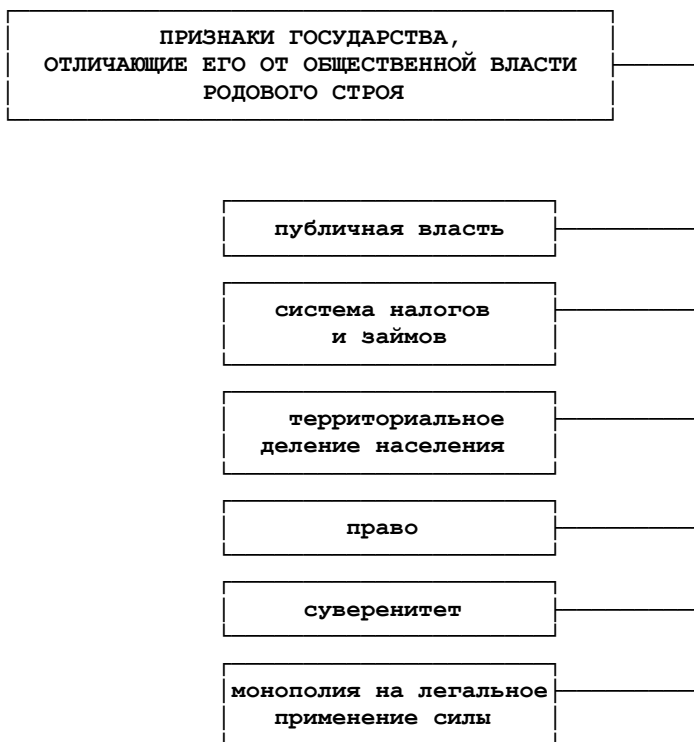 ПРИЗНАКИ ГОСУДАРСТВА,
ОТЛИЧАЮЩИЕ ЕГО ОТ ОБЩЕСТВЕННОЙ ВЛАСТИ
РОДОВОГО СТРОЯ
публичная власть
система налогов
и займов
территориальное
деление населения
право
суверенитет
монополия на легальное
применение силы